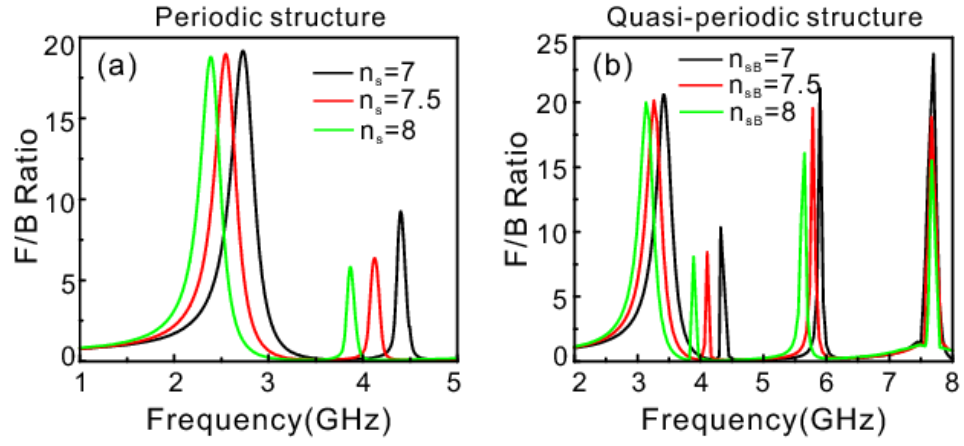 Periodic structure
Quasi-periodic structure
(a)
n_s=7
n_s=7.5
n_s=8
F/B Ratio
20
15
10
5
0
1 2 3 4 5
Frequency(GHz)
(b)
n_sB=7
n_sB=7.5
n_sB=8
F/B Ratio
25
20
15
10
5
0
2 3 4 5 6 7 8
Frequency(GHz)